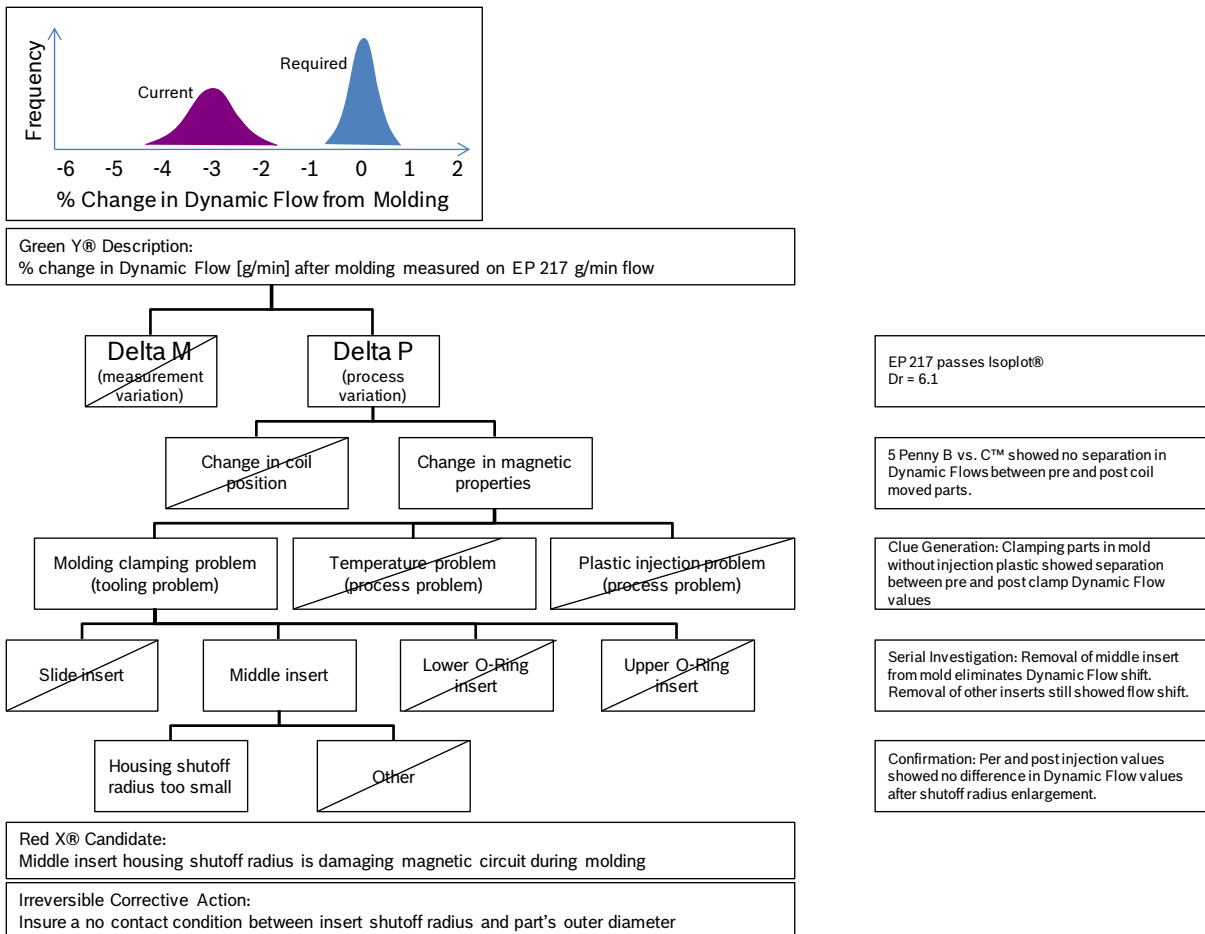 Frequency
Current
Required
-6 -5 -4 -3 -2 -1 0 1 2
% Change in Dynamic Flow from Molding
Green Y® Description:
% change in Dynamic Flow [g/min] after molding measured on EP 217 g/min flow
Delta M
(measurement
variation)
Delta P
(process
variation)
EP 217 passes Isoplot®
Dr = 6.1
Change in coil
position
Change in magnetic
properties
5 Penny B vs. C™ showed no separation in
Dynamic Flows between pre and post coil
moved parts.
Molding clamping problem
(tooling problem)
Temperature problem
(process problem)
Plastic injection problem
(process problem)
Clue Generation: Clamping parts in mold
without injection plastic showed separation
between pre and post clamp Dynamic Flow
values
Slide insert
Middle insert
Lower O-Ring
insert
Upper O-Ring
insert
Serial Investigation: Removal of middle insert
from mold eliminates Dynamic Flow shift.
Removal of other inserts still showed flow shift.
Housing shutoff
radius too small
Other
Confirmation: Per and post injection values
showed no difference in Dynamic Flow values
after shutoff radius enlargement.
Red X® Candidate:
Middle insert housing shutoff radius is damaging magnetic circuit during molding
Irreversible Corrective Action:
Insure a no contact condition between insert shutoff radius and part's outer diameter